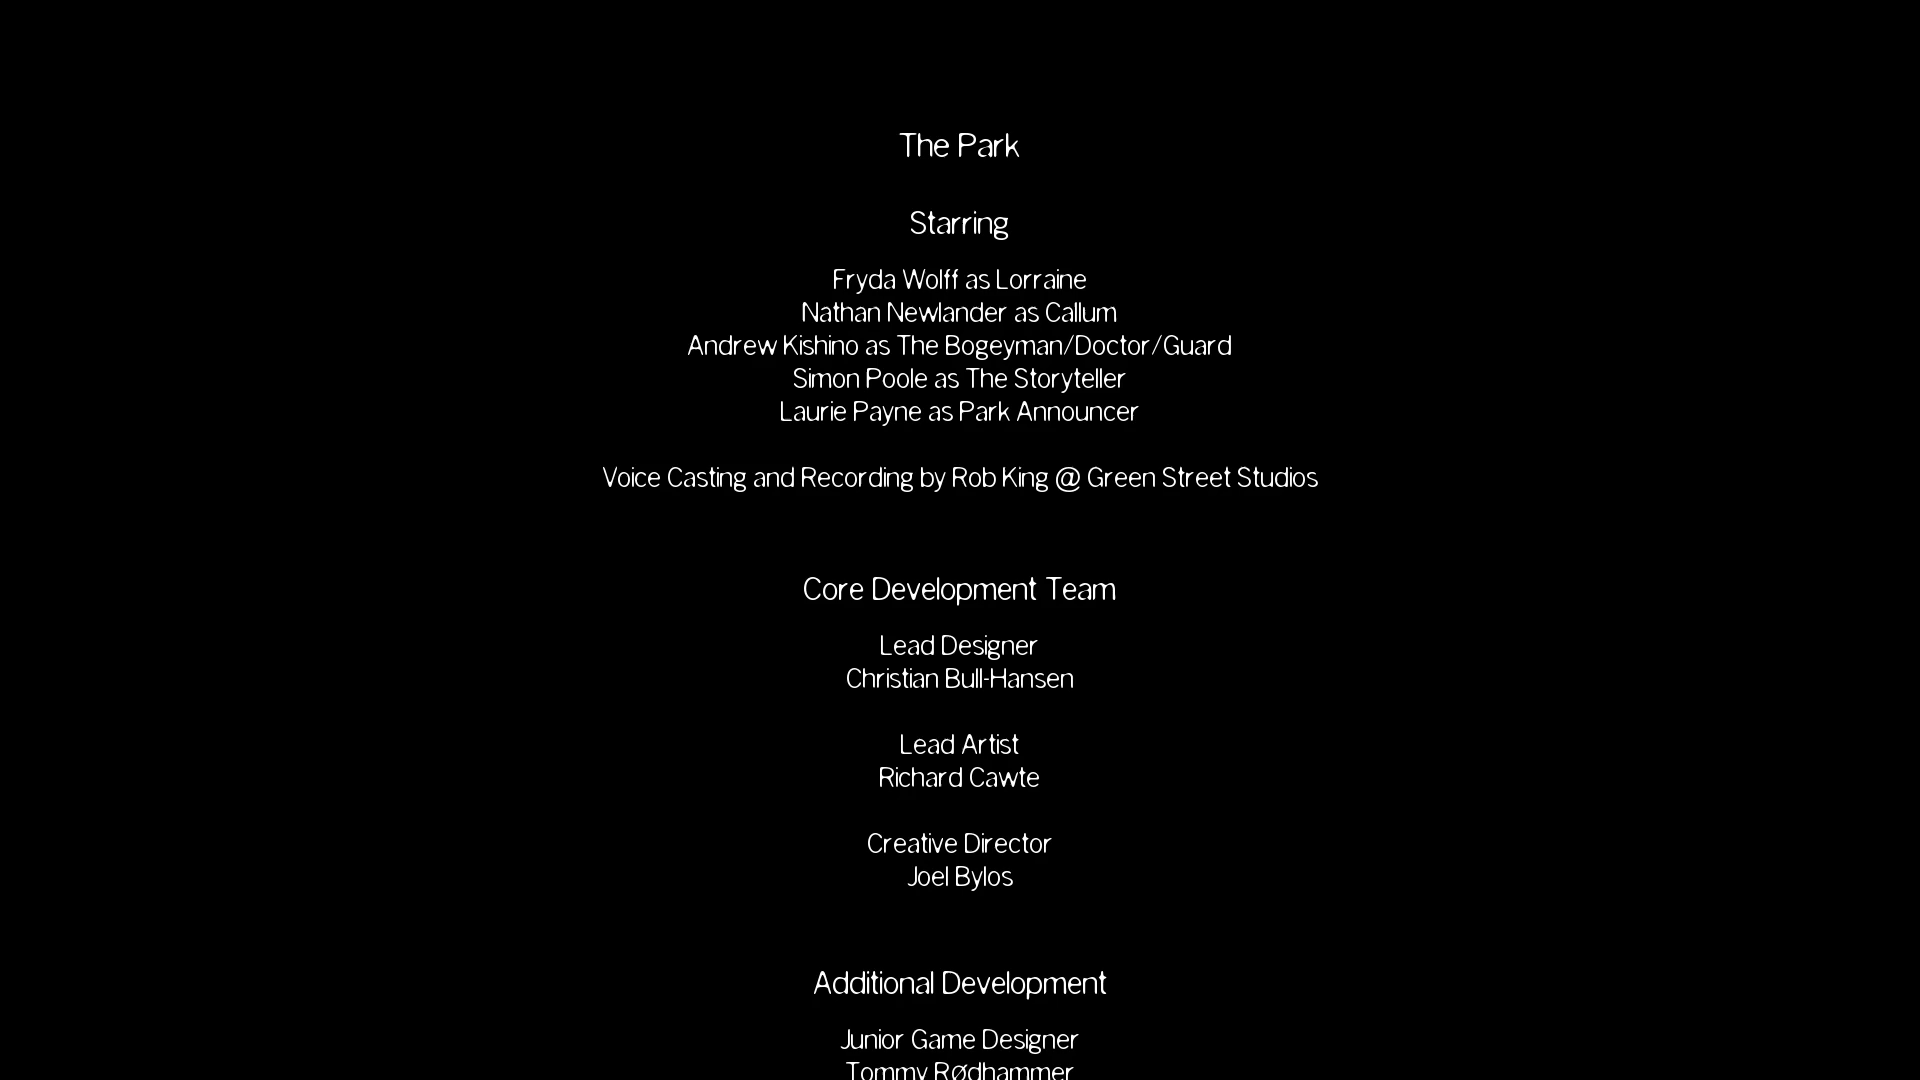 The Park
Starring
Fryda Wolff as Lorraine
Nathan Newlander as Callum
Andrew Kishino as The Bogeyman/Doctor/Guard
Simon Poole as The Storyteller
Laurie Payne as Park Announcer
Voice Casting and Recording by Rob King @ Green Street Studios
Core Development Team
Lead Designer
Christian Bull-Hansen
Lead Artist
Richard Cawte
Creative Director
Joel Bylos
Additional Development
Junior Game Designer
Tommy Rødhammer